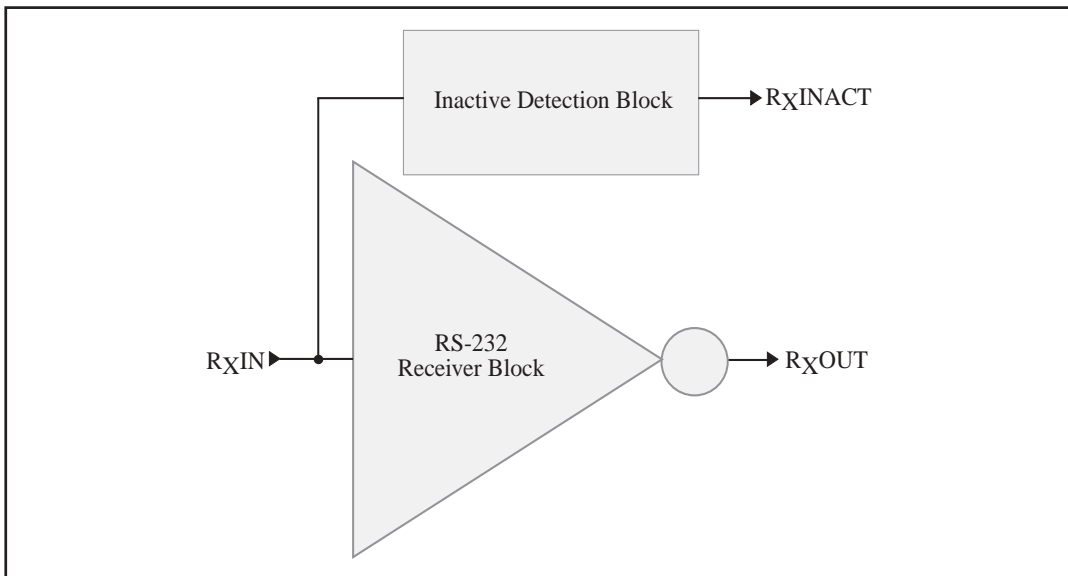 Inactive Detection Block
RXINACT
RS-232
Receiver Block
RXIN
RXOUT